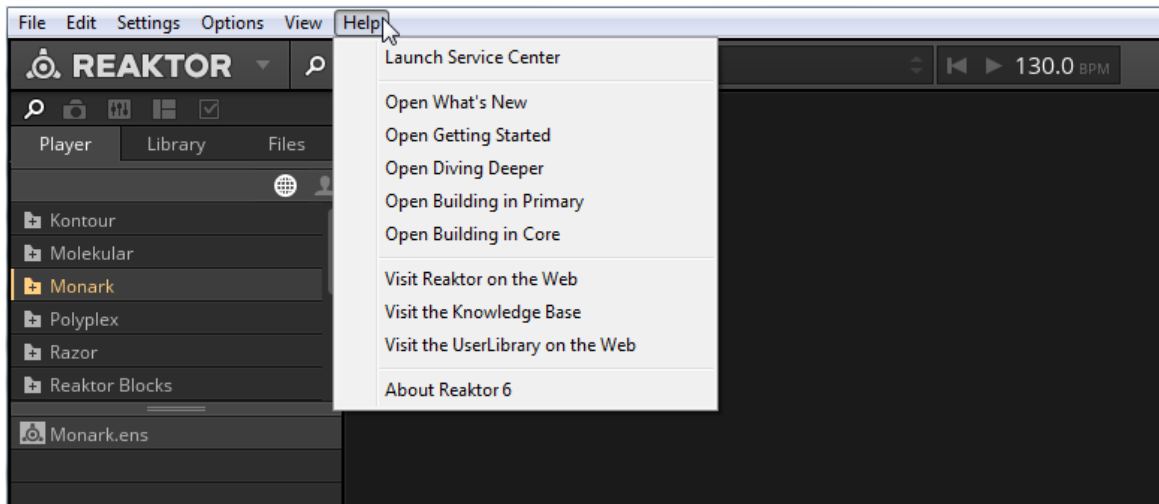 File Edit Settings Options View Help
REAKTOR
130.0 BPM
Player Library Files
Kontour
Molekular
Monark
Polyplex
Razor
Reaktor Blocks
Monark.ens
Launch Service Center
Open What's New
Open Getting Started
Open Diving Deeper
Open Building in Primary
Open Building in Core
Visit Reaktor on the Web
Visit the Knowledge Base
Visit the UserLibrary on the Web
About Reaktor 6